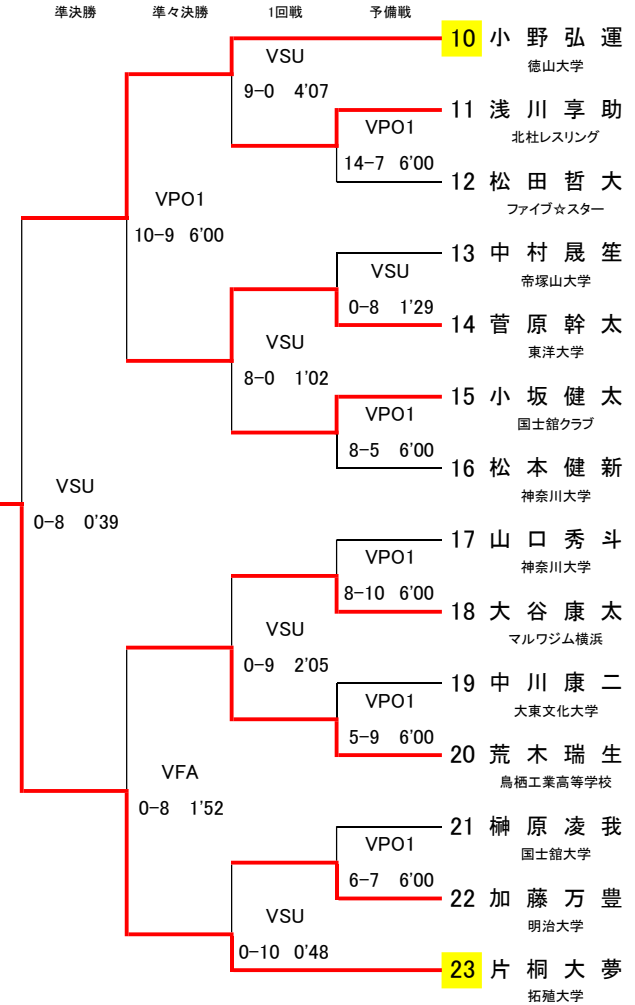 準決勝 準々決勝 1回戦 予備戦
10 小野弘運
徳山大学
VSU
9-0 4'07
11 浅川享助
北杜レスリング
VPO1
14-7 6'00
12 松田哲大
ファイブ☆スター
VPO1
10-9 6'00
13 中村晟笙
帝塚山大学
VSU
0-8 1'29
14 菅原幹太
東洋大学
VSU
8-0 1'02
15 小坂健太
国士舘クラブ
VPO1
8-5 6'00
16 松本健新
神奈川大学
VSU
0-8 0'39
17 山口秀斗
神奈川大学
VPO1
8-10 6'00
18 大谷康太
マルワジム横浜
VSU
0-9 2'05
19 中川康二
大東文化大学
VPO1
5-9 6'00
20 荒木瑞生
鳥栖工業高等学校
VFA
0-8 1'52
21 榊原凌我
国士舘大学
VPO1
6-7 6'00
22 加藤万豊
明治大学
VSU
0-10 0'48
23 片桐大夢
拓殖大学